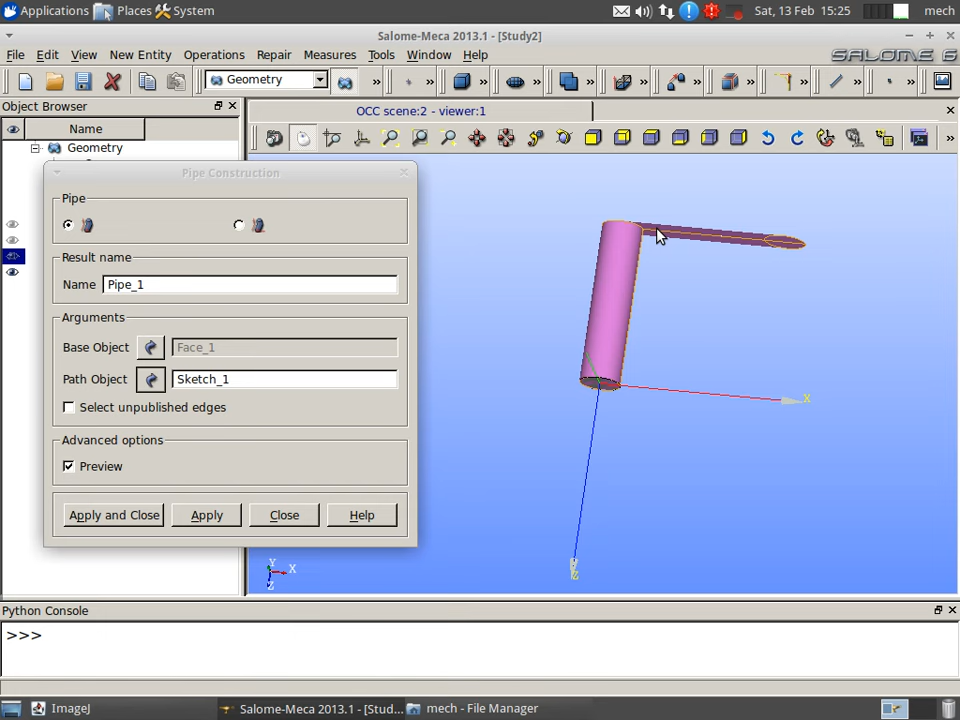 Applications Places System Sat, 13 Feb 15:25 mech
Salome-Meca 2013.1 - [Study2]
File Edit View New Entity Operations Repair Measures Tools Window Help SALOME 6
Geometry
Object Browser
OCC scene:2 - viewer:1
Name
Geometry
Pipe Construction
Pipe
Result name
Name Pipe_1
Arguments
Base Object Face_1
Path Object Sketch_1
Select unpublished edges
Advanced options
Preview
Apply and Close Apply Close Help
X
Z
Y
X
Z
Python Console
>>>
ImageJ Salome-Meca 2013.1 - [Stud... mech - File Manager